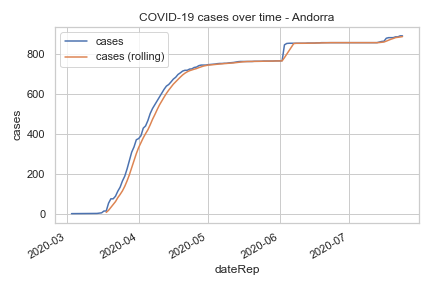 COVID-19 cases over time - Andorra
cases
cases (rolling)
800
600
400
200
0
cases
2020-03
2020-04
2020-05
2020-06
2020-07
dateRep